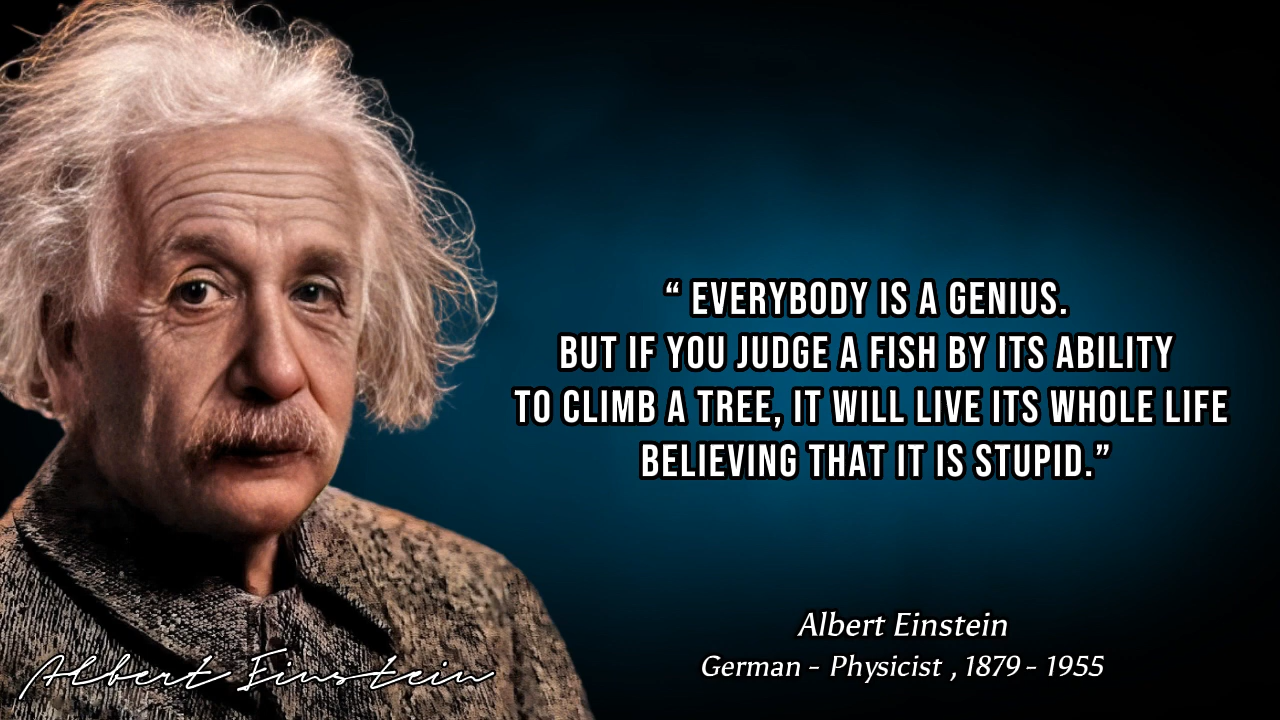 “ EVERYBODY IS A GENIUS.
BUT IF YOU JUDGE A FISH BY ITS ABILITY
TO CLIMB A TREE, IT WILL LIVE ITS WHOLE LIFE
BELIEVING THAT IT IS STUPID.”
Albert Einstein
German - Physicist , 1879 - 1955
Albert Einstein